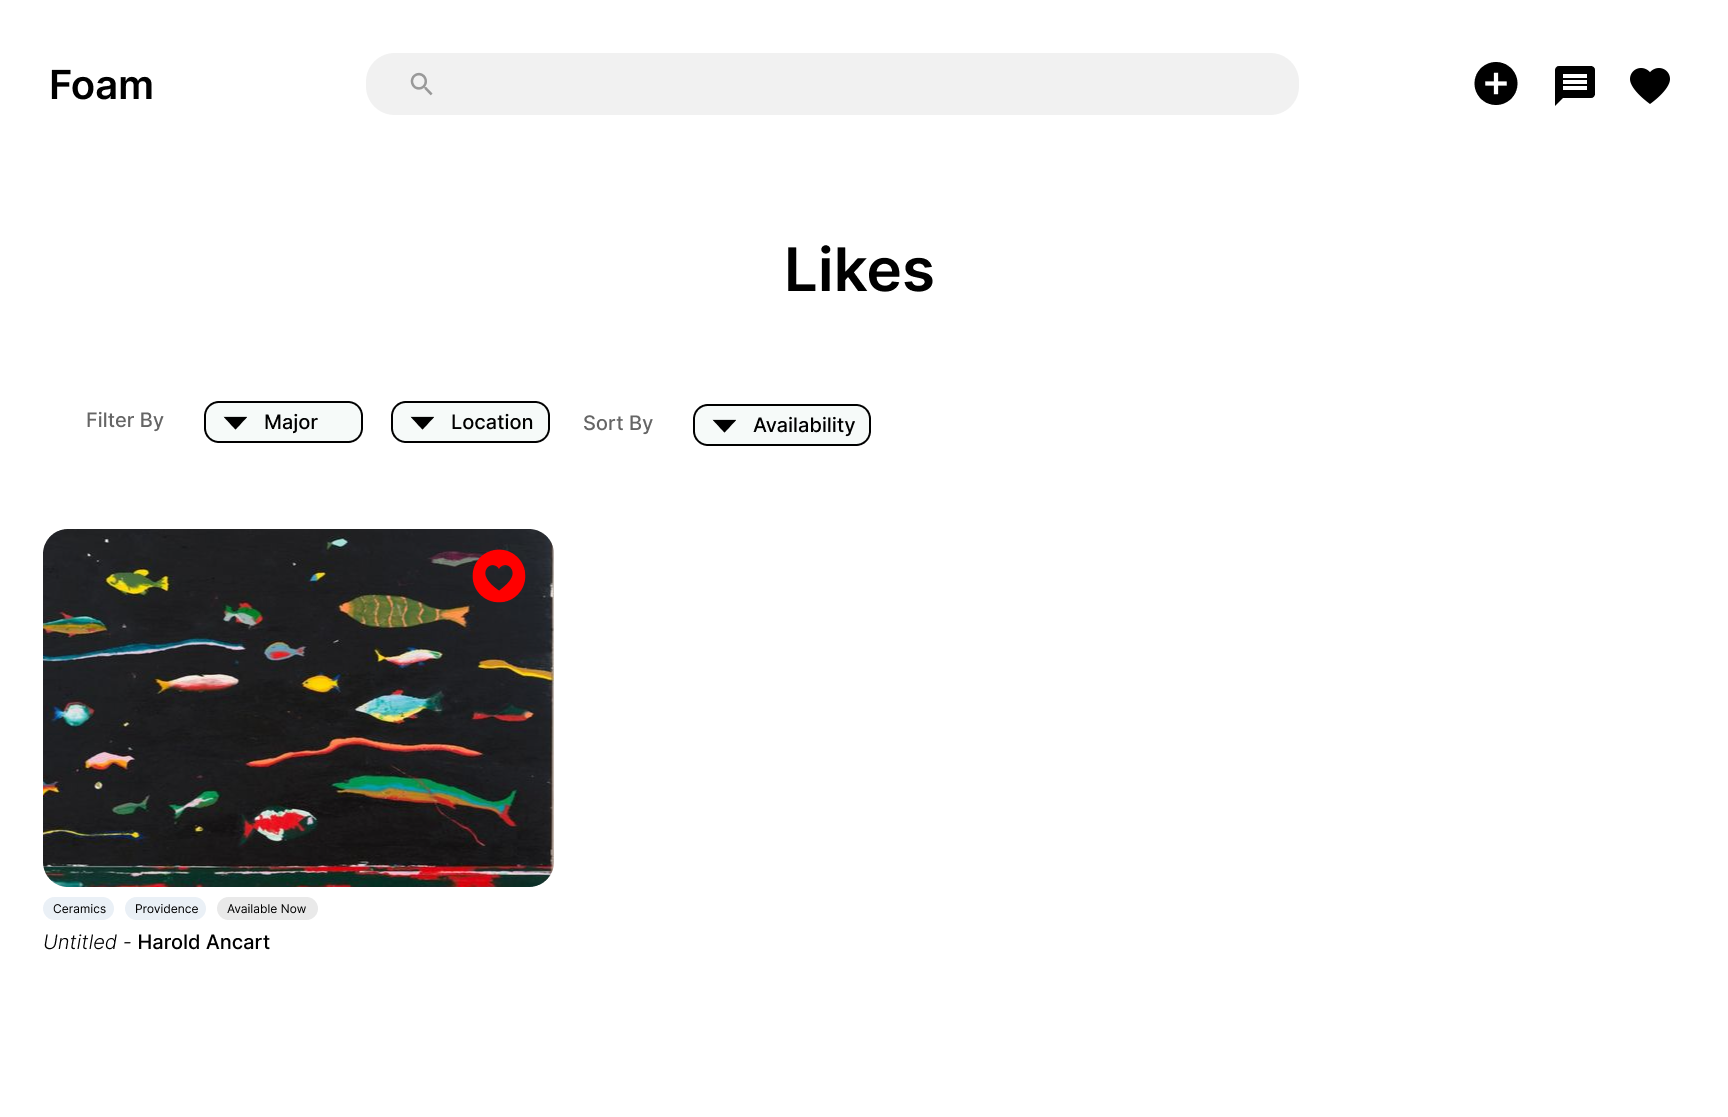 Foam
Likes
Filter By Major Location Sort By Availability
Ceramics Providence Available Now
Untitled - Harold Ancart